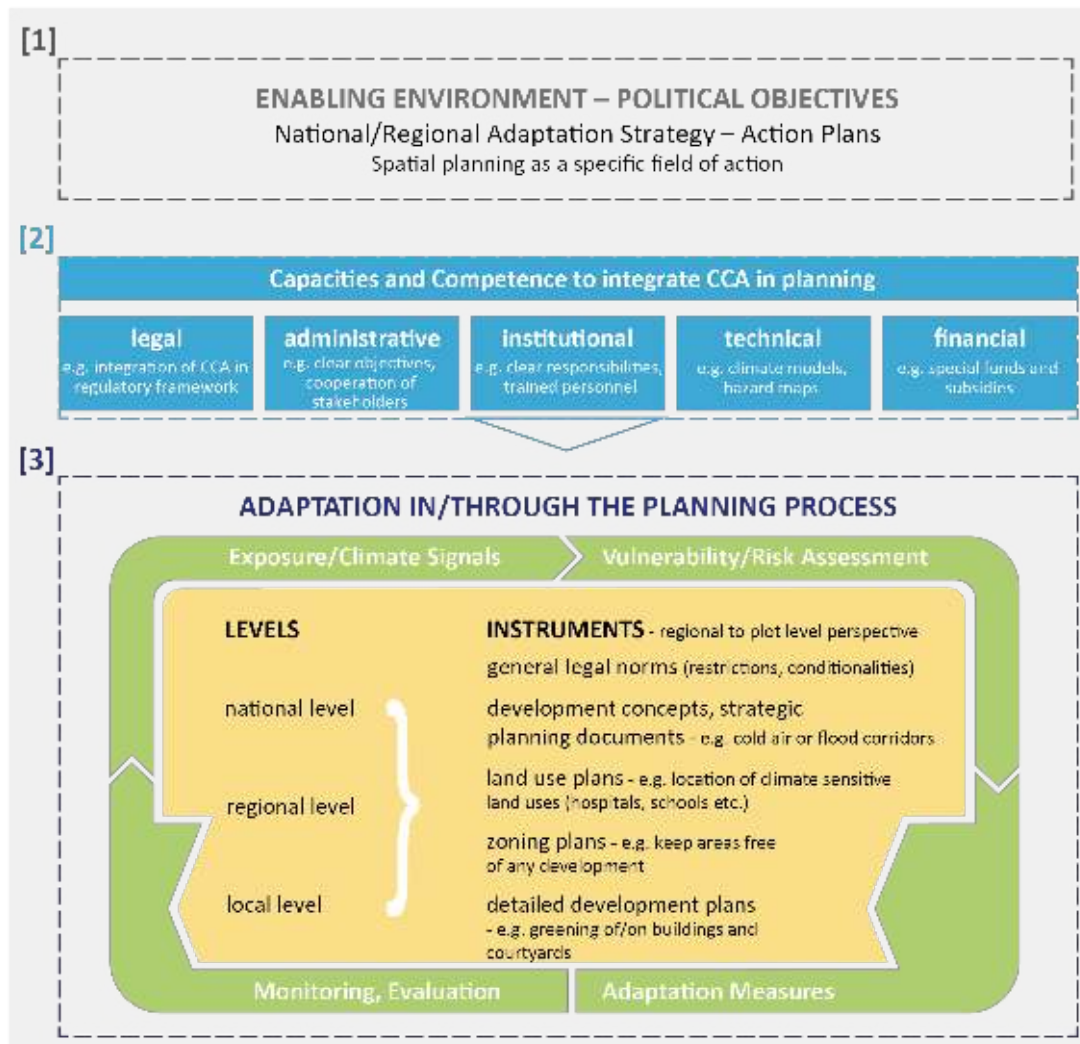 [1]
ENABLING ENVIRONMENT – POLITICAL OBJECTIVES
National/Regional Adaptation Strategy – Action Plans
Spatial planning as a specific field of action
[2]
Capacities and Competence to integrate CCA in planning
legal
e.g. integration of CCA in
regulatory framework
administrative
e.g. clear objectives,
cooperation of
stakeholders
institutional
e.g. clear responsibilities,
trained personnel
technical
e.g. climate models,
hazard maps
financial
e.g. special funds and
subsidies
[3]
ADAPTATION IN/THROUGH THE PLANNING PROCESS
Exposure/Climate Signals
Vulnerability/Risk Assessment
LEVELS
national level
regional level
local level
INSTRUMENTS - regional to plot level perspective
general legal norms (restrictions, conditionalities)
development concepts, strategic
planning documents - e.g. cold air or flood corridors
land use plans - e.g. location of climate sensitive
land uses (hospitals, schools etc.)
zoning plans - e.g. keep areas free
of any development
detailed development plans
- e.g. greening of/on buildings and
courtyards
Monitoring, Evaluation
Adaptation Measures